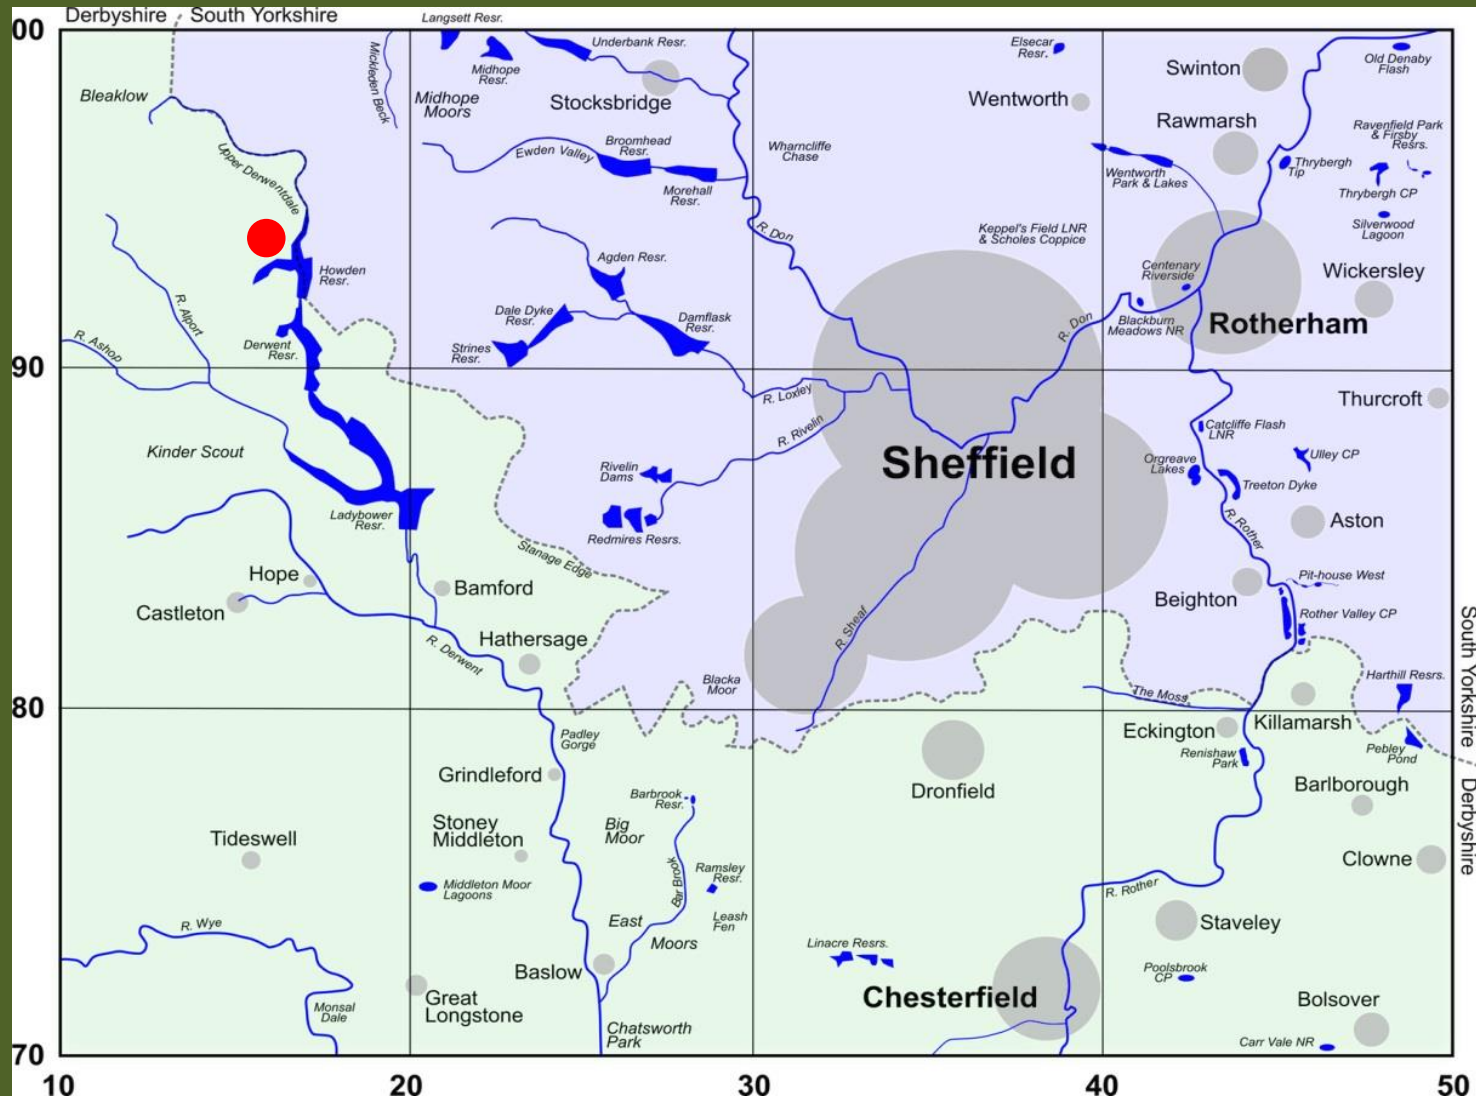 Derbyshire
South Yorkshire
00
Langsett Resr.
Underbank Resr.
Midhope
Resr.
Mickleden Beck
Midhope
Moors
Stocksbridge
Elsecar
Resr.
Swinton
Old Denaby
Flash
Bleaklow
Wentworth
Rawmarsh
Ravenfield Park
& Firsby
Resrs.
Upper Derwentdale
Ewden Valley
Broomhead
Resr.
Morehall
Resr.
Wharncliffe
Chase
Wentworth
Park & Lakes
Thrybergh
Tip
Thrybergh CP
Silverwood
Lagoon
R. Don
Keppel's Field LNR
& Scholes Coppice
Howden
Resr.
Agden Resr.
Centenary
Riverside
Wickersley
R. Alport
Dale Dyke
Resr.
Damflask
Resr.
R. Don
Blackburn
Meadows NR
Rotherham
R. Ashop
Derwent
Resr.
Strines
Resr.
90
R. Loxley
Thurcroft
R. Rivelin
Catcliffe Flash
LNR
Kinder Scout
Sheffield
Rivelin
Dams
Orgreave
Lakes
Ulley CP
Treeton Dyke
Ladybower
Resr.
Redmires Resrs.
R. Rother
Aston
Stanage Edge
Hope
Bamford
Pit-house West
Castleton
Beighton
Rother Valley CP
Hathersage
R. Sheaf
R. Derwent
South Yorkshire
Blacka
Moor
Harthill Resrs.
The Moss
80
Padley
Gorge
Eckington
Killamarsh
Renishaw
Park
Pebley
Pond
Grindleford
Dronfield
Barlborough
Derbyshire
Barbrook
Resr.
Stoney
Middleton
Big
Moor
Tideswell
Clowne
Middleton Moor
Lagoons
Bar Brook
Ramsley
Resr.
R. Rother
R. Wye
East
Moors
Leash
Fen
Staveley
Linacre Resrs.
Baslow
Poolsbrook
CP
Great
Longstone
Chesterfield
Bolsover
Monsal
Dale
Chatsworth
Park
Carr Vale NR
70
10
20
30
40
50